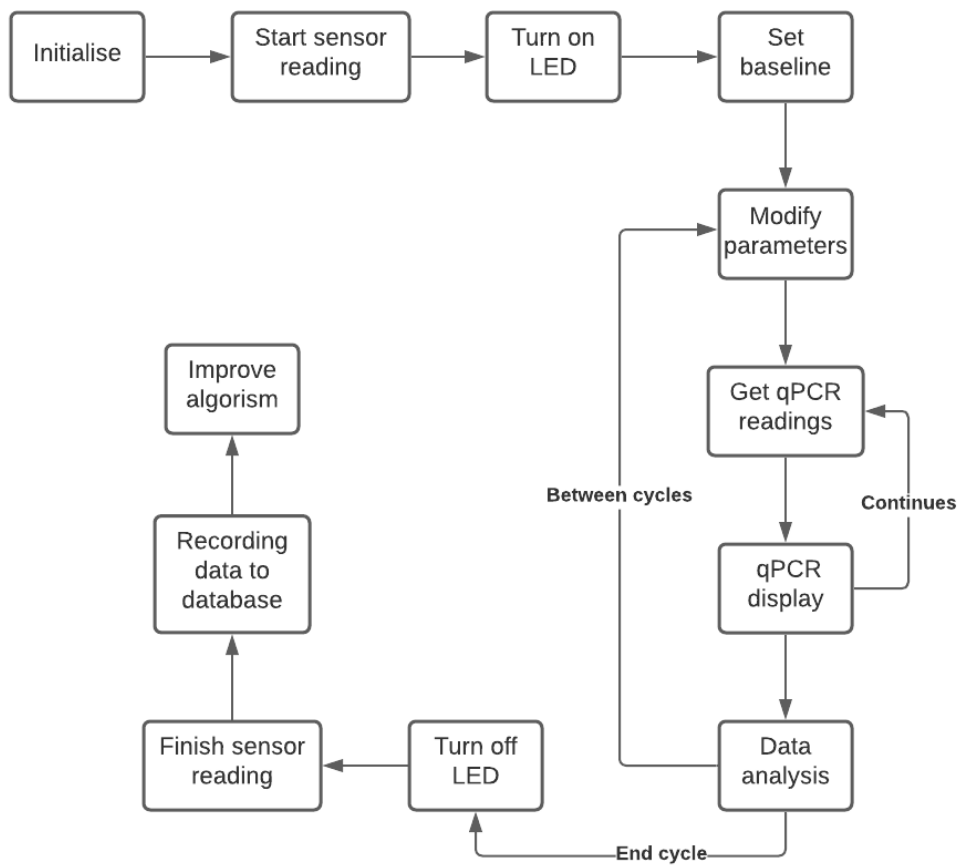 Initialise
Start sensor
reading
Turn on
LED
Set
baseline
Modify
parameters
Get qPCR
readings
Continues
qPCR
display
Between cycles
Data
analysis
End cycle
Turn off
LED
Finish sensor
reading
Recording
data to
database
Improve
algorism